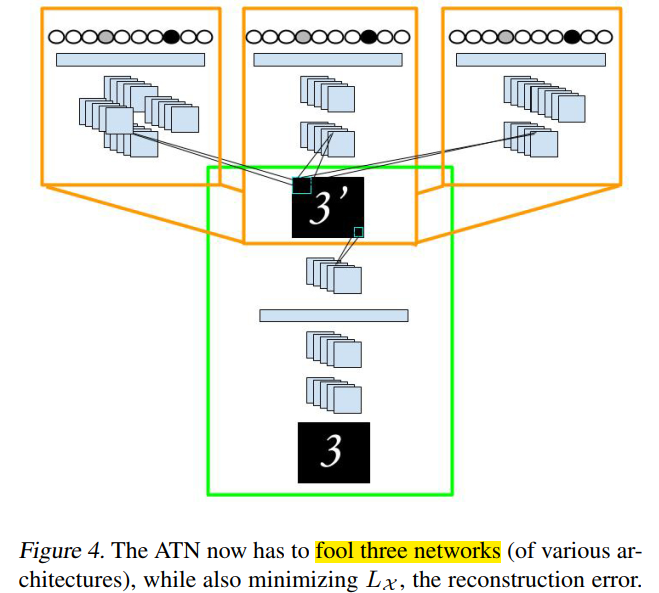 3’
3
Figure 4. The ATN now has to fool three networks (of various ar-
chitectures), while also minimizing L𝒳, the reconstruction error.